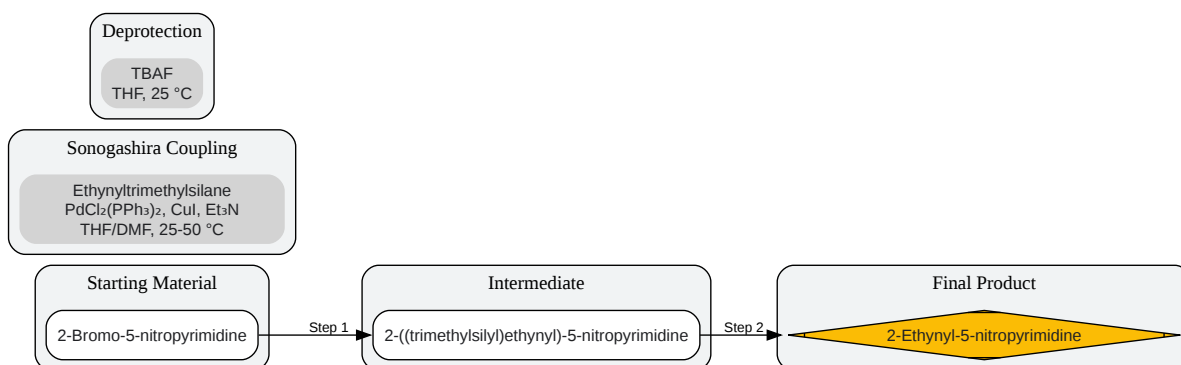 Deprotection
TBAF
THF, 25 °C
Sonogashira Coupling
Ethynyltrimethylsilane
PdCl₂(PPh₃)₂, CuI, Et₃N
THF/DMF, 25-50 °C
Starting Material
2-Bromo-5-nitropyrimidine
Step 1
Intermediate
2-((trimethylsilyl)ethynyl)-5-nitropyrimidine
Step 2
Final Product
2-Ethynyl-5-nitropyrimidine